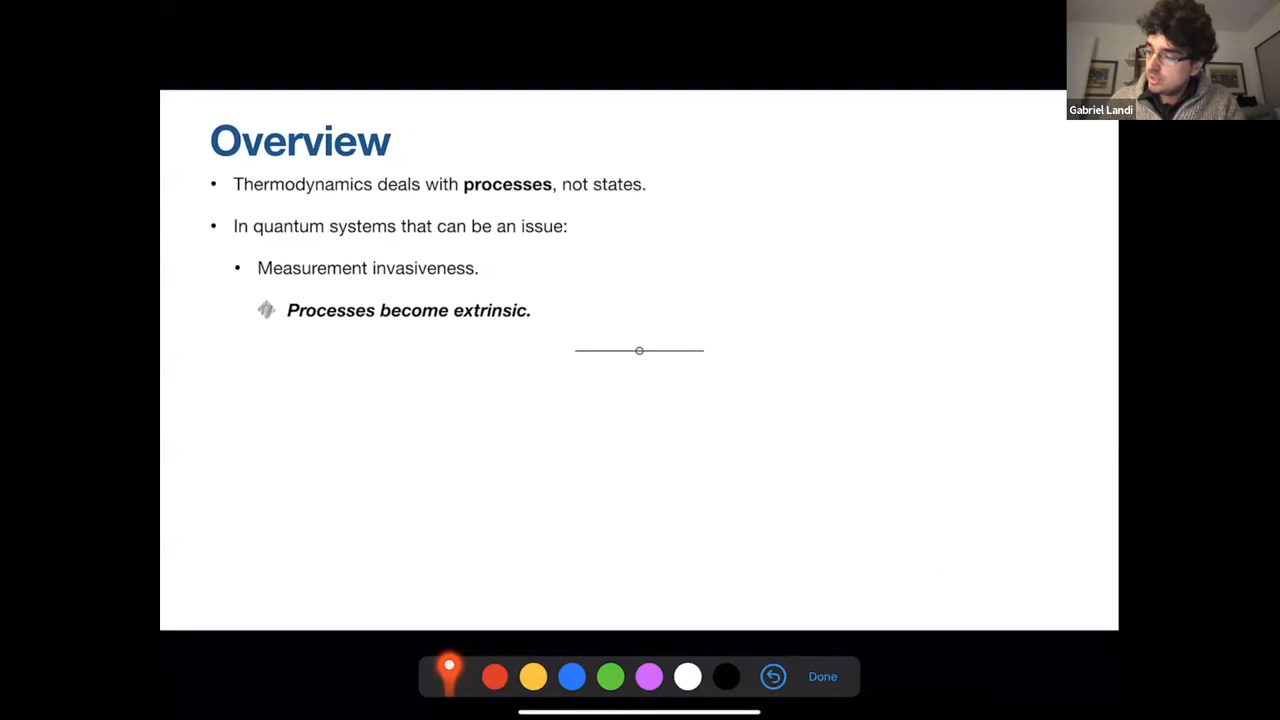 Gabriel Landi
Overview
• Thermodynamics deals with processes, not states.
• In quantum systems that can be an issue:
• Measurement invasiveness.
Processes become extrinsic.
Done